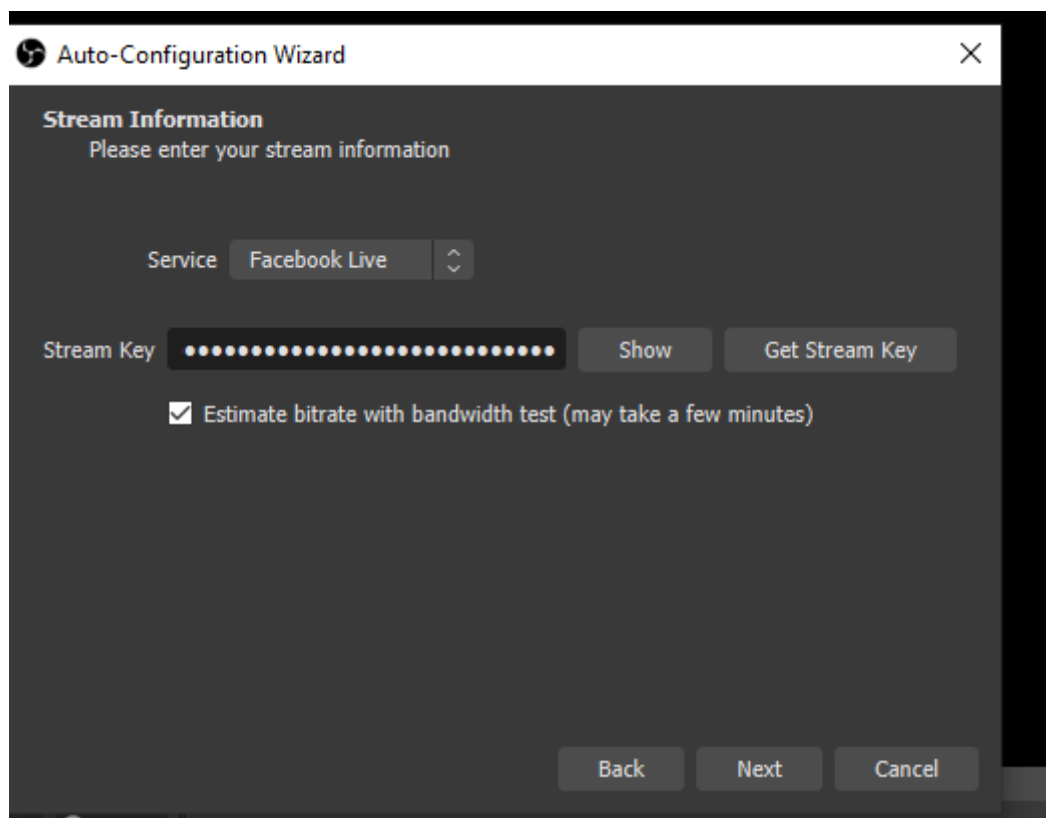 Auto-Configuration Wizard
Stream Information
Please enter your stream information
Service Facebook Live
Stream Key ●●●●●●●●●●●●●●●●●●●●●●●●●●●● Show Get Stream Key
Estimate bitrate with bandwidth test (may take a few minutes)
Back Next Cancel